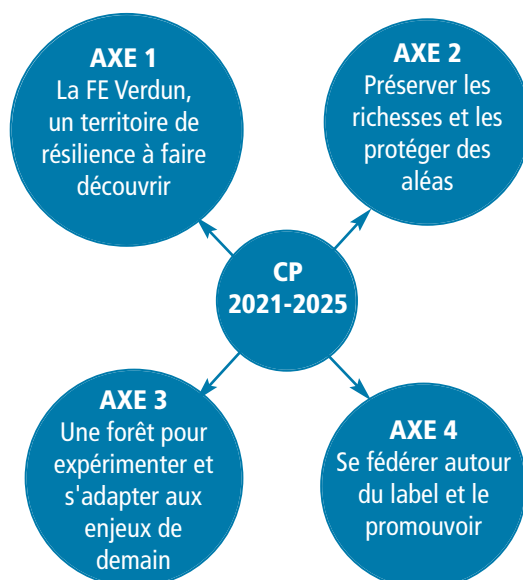 AXE 1
La FE Verdun,
un territoire de
résilience à faire
découvrir
AXE 2
Préserver les
richesses et les
protéger des
aléas
CP
2021-2025
AXE 3
Une forêt pour
expérimenter et
s'adapter aux
enjeux de
demain
AXE 4
Se fédérer autour
du label et le
promouvoir